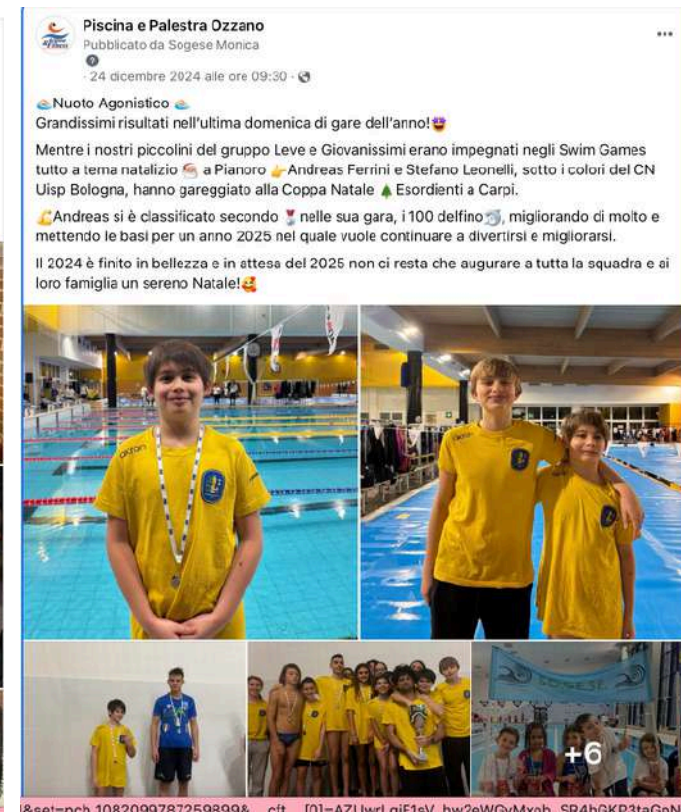 Piscina e Palestra Ozzano
Pubblicato da Sogese Monica
· 24 dicembre 2024 alle ore 09:30 ·
Nuoto Agonistico
Grandissimi risultati nell'ultima domenica di gare dell'anno!
Mentre i nostri piccolini del gruppo Leve e Giovanissimi erano impegnati negli Swim Games
tutto a tema natalizio 🎅 a Pianoro 👉Andreas Ferrini e Stefano Leonelli, sotto i colori del CN
Uisp Bologna, hanno gareggiato alla Coppa Natale 🎄 Esordienti a Carpi.
💪Andreas si è classificato secondo 🥈 nelle sua gara, i 100 delfino🐬, migliorando di molto e
mettendo le basi per un anno 2025 nel quale vuole continuare a divertirsi e migliorarsi.
Il 2024 è finito in bellezza e in attesa del 2025 non ci resta che augurare a tutta la squadra e ai
loro famiglia un sereno Natale!🥰
akron
akron
SOGESE
+6